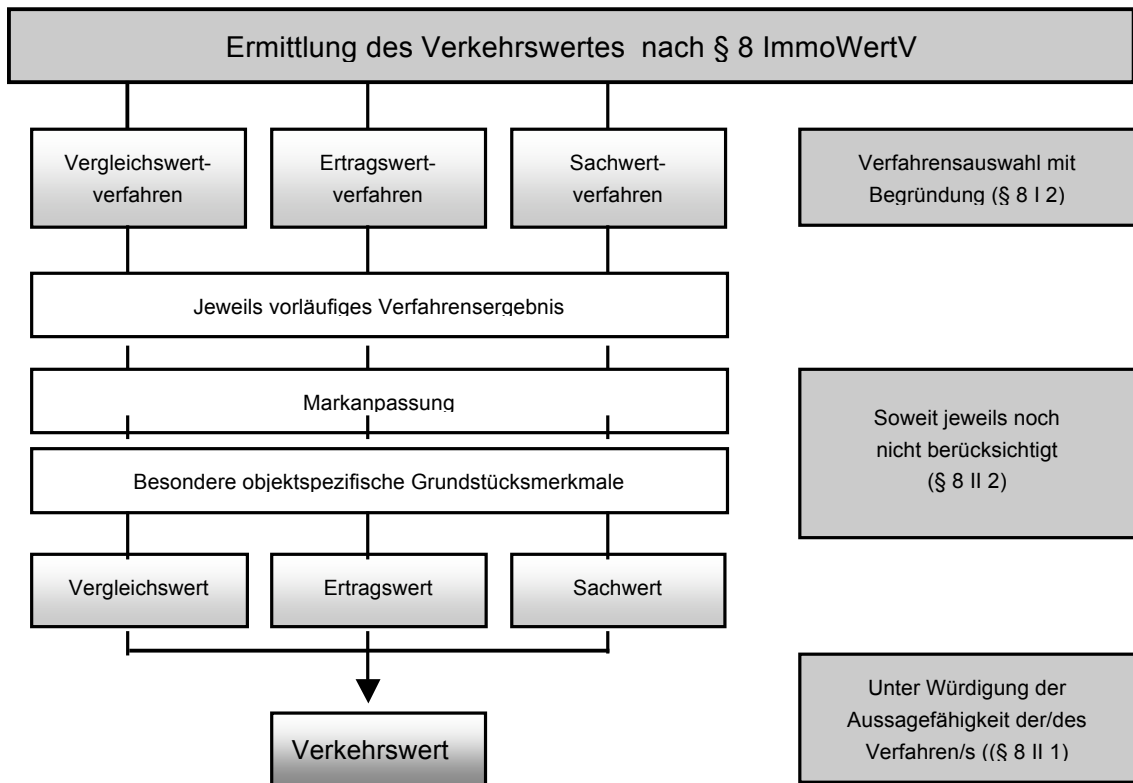 Ermittlung des Verkehrswertes nach § 8 ImmoWertV
Vergleichswert-
verfahren
Ertragswert-
verfahren
Sachwert-
verfahren
Verfahrensauswahl mit
Begründung (§ 8 I 2)
Jeweils vorläufiges Verfahrensergebnis
Markanpassung
Besondere objektspezifische Grundstücksmerkmale
Soweit jeweils noch
nicht berücksichtigt
(§ 8 II 2)
Vergleichswert
Ertragswert
Sachwert
Verkehrswert
Unter Würdigung der
Aussagefähigkeit der/des
Verfahren/s ((§ 8 II 1)